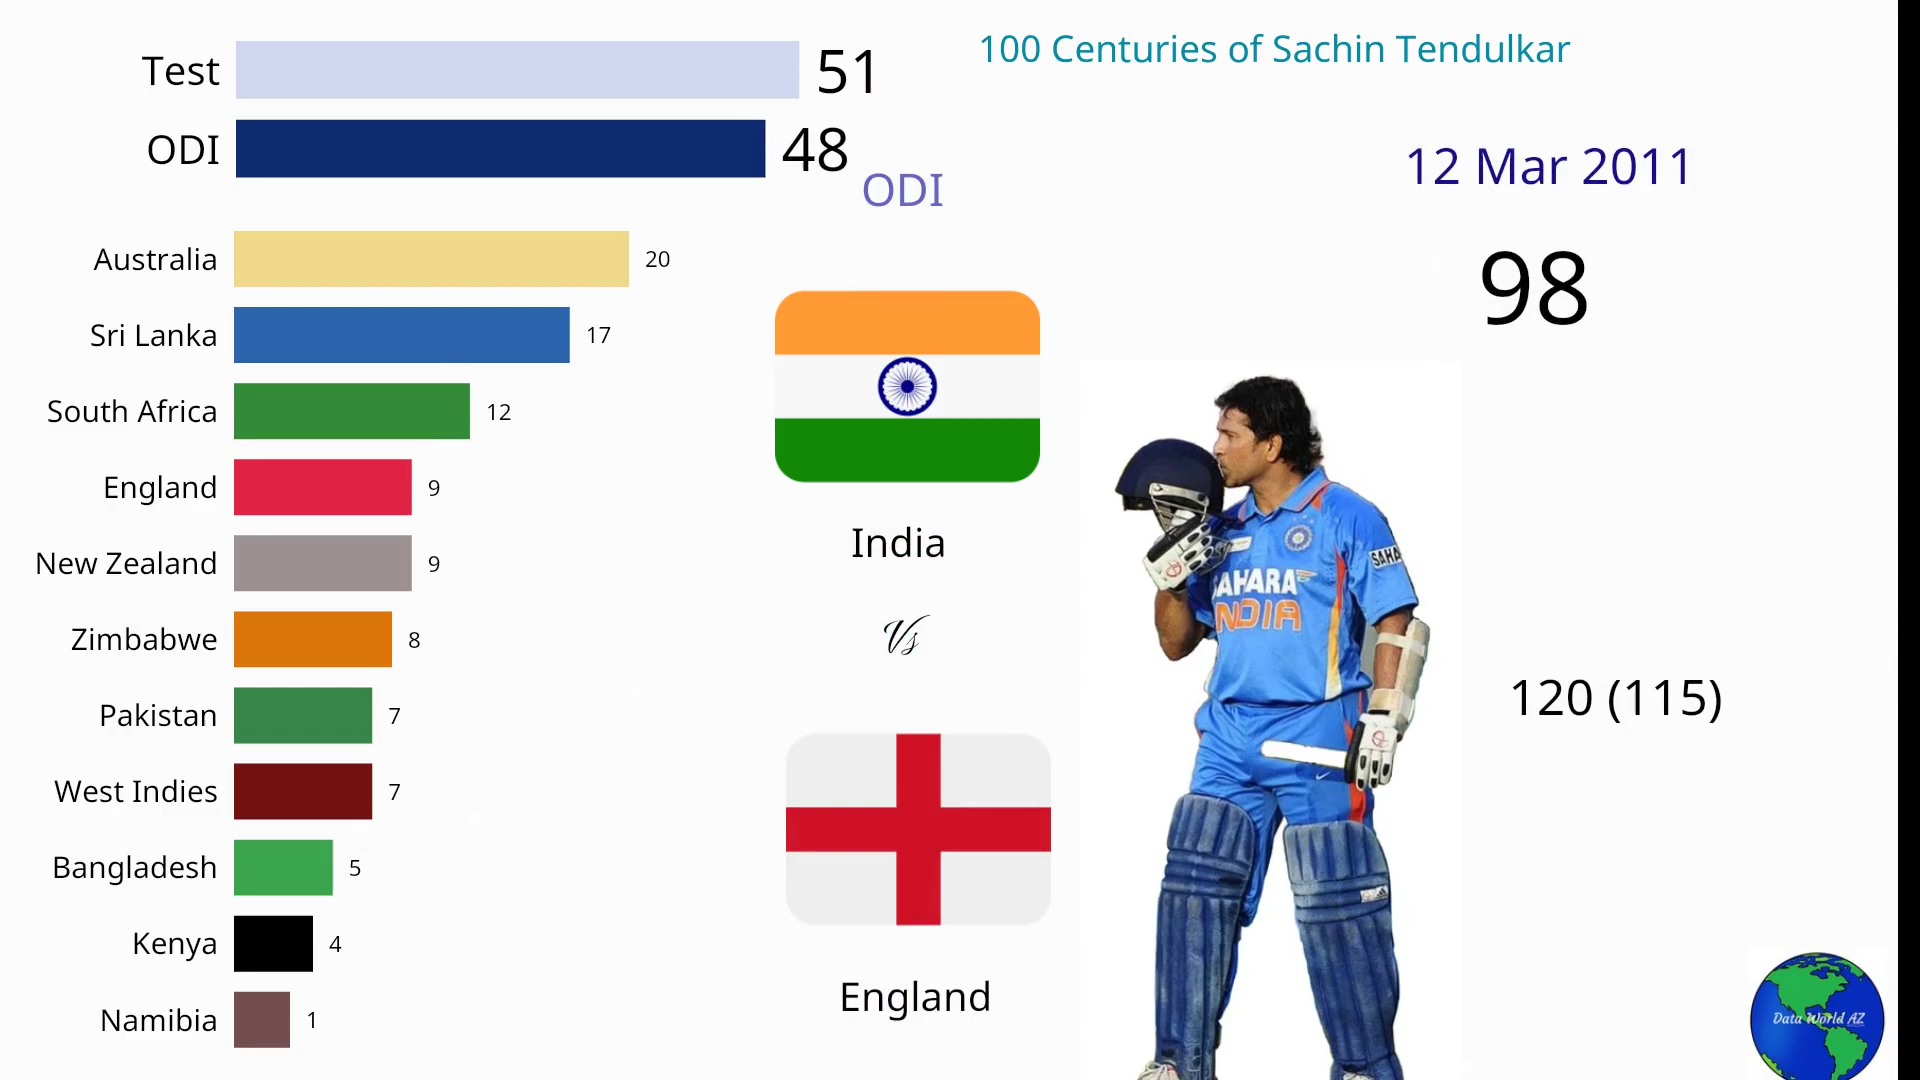 Test 51
100 Centuries of Sachin Tendulkar
ODI 48
ODI
12 Mar 2011
98
Australia 20
Sri Lanka 17
South Africa 12
England 9
New Zealand 9
Zimbabwe 8
Pakistan 7
West Indies 7
Bangladesh 5
Kenya 4
Namibia 1
India
Vs
England
SAHARA
INDIA
SAHA
120 (115)
Data World AZ